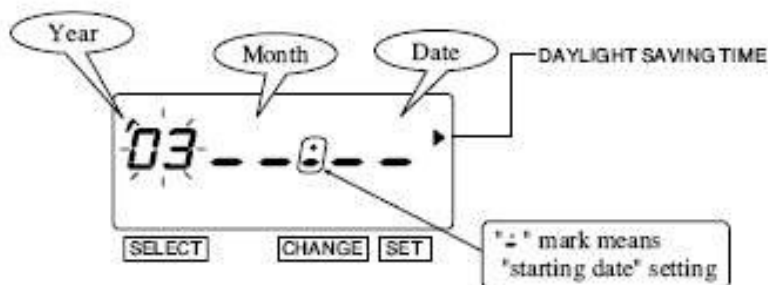 Year
Month
Date
DAYLIGHT SAVING TIME
'03 _ _ _ _ _
SELECT
CHANGE
SET
"∸" mark means
"starting date" setting